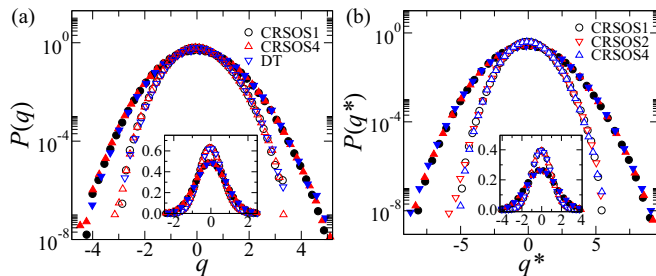 (a)
CRSOS1
CRSOS4
DT
P(q)
10^0
10^-4
10^-8
0.6
0.4
0.2
0.0
-2 0 2
-4 -2 0 2 4
q
(b)
CRSOS1
CRSOS2
CRSOS4
P(q*)
10^0
10^-4
10^-8
0.4
0.2
0.0
-4 -2 0 2 4
-5 0 5
q*